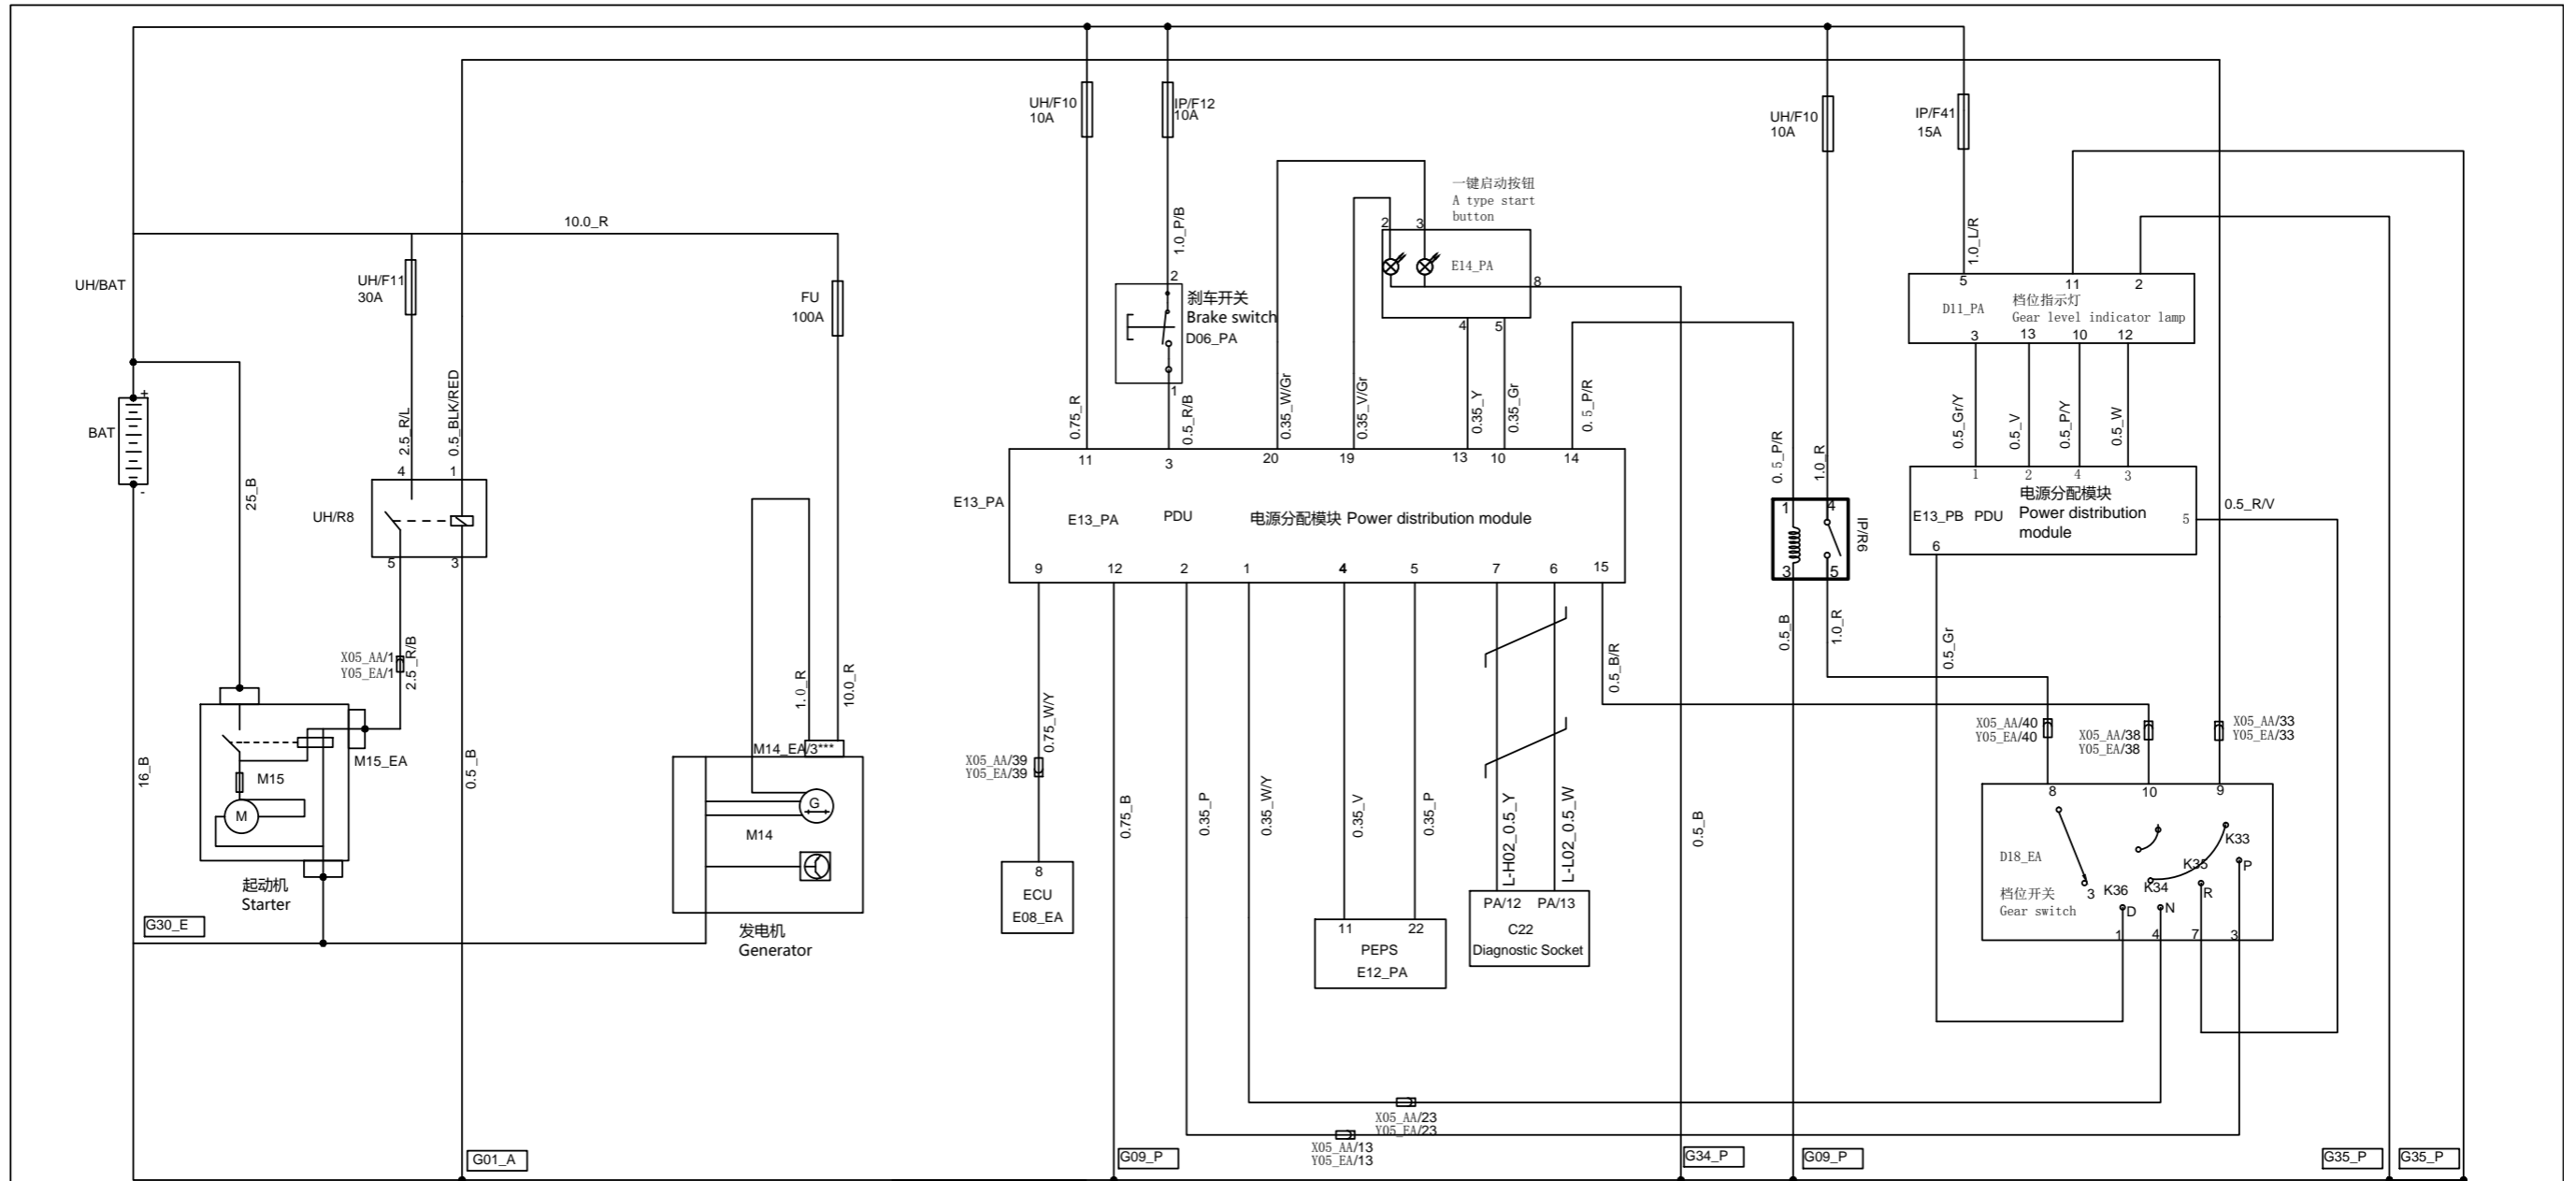 UH/F10
10A
IP/F12
10A
UH/F10
10A
IP/F41
15A
一键启动按钮
A type start
button
10.0_R
1.0_P/B
1.0_L/R
UH/BAT
UH/F11
30A
FU
100A
2
刹车开关
Brake switch
D06_PA
1
2
3
E14_PA
8
4
5
5
11
2
D11_PA
档位指示灯
Gear level indicator lamp
3
13
10
12
+
BAT
-
25_B
2.5_R/L
0.5_BLK/RED
0.75_R
0.5_R/B
0.35_W/Gr
0.35_V/Gr
0.35_Y
0.35_Gr
0.5_P/R
0.5_P/R
1.0_R
0.5_Gr/Y
0.5_V
0.5_P/Y
0.5_W
4
1
UH/R8
5
3
11
3
20
19
13
10
14
E13_PA
E13_PA
PDU
电源分配模块 Power distribution module
9
12
2
1
4
5
7
6
15
1
4
IP/R6
3
5
1
2
4
3
电源分配模块
E13_PB PDU
Power distribution
module
5
0.5_R/V
6
X05_AA/1
Y05_EA/1
2.5_R/B
1.0_R
10.0_R
0.75_W/Y
0.5_B/R
0.5_B
1.0_R
0.5_Gr
X05_AA/40
Y05_EA/40
X05_AA/38
Y05_EA/38
X05_AA/33
Y05_EA/33
16_B
M15_EA
M15
M
0.5_B
M14_EA/3***
G
M14
X05_AA/39
Y05_EA/39
0.75_B
0.35_P
0.35_W/Y
0.35_V
0.35_P
L-H02_0.5_Y
L-L02_0.5_W
0.5_B
8
10
9
K33
D18_EA
K35
P
档位开关
Gear switch
3
K36
K34
R
D
N
1
4
7
3
起动机
Starter
G30_E
发电机
Generator
8
ECU
E08_EA
11
22
PEPS
E12_PA
PA/12
PA/13
C22
Diagnostic Socket
X05_AA/23
Y05_EA/23
X05_AA/13
Y05_EA/13
G01_A
G09_P
G34_P
G09_P
G35_P
G35_P